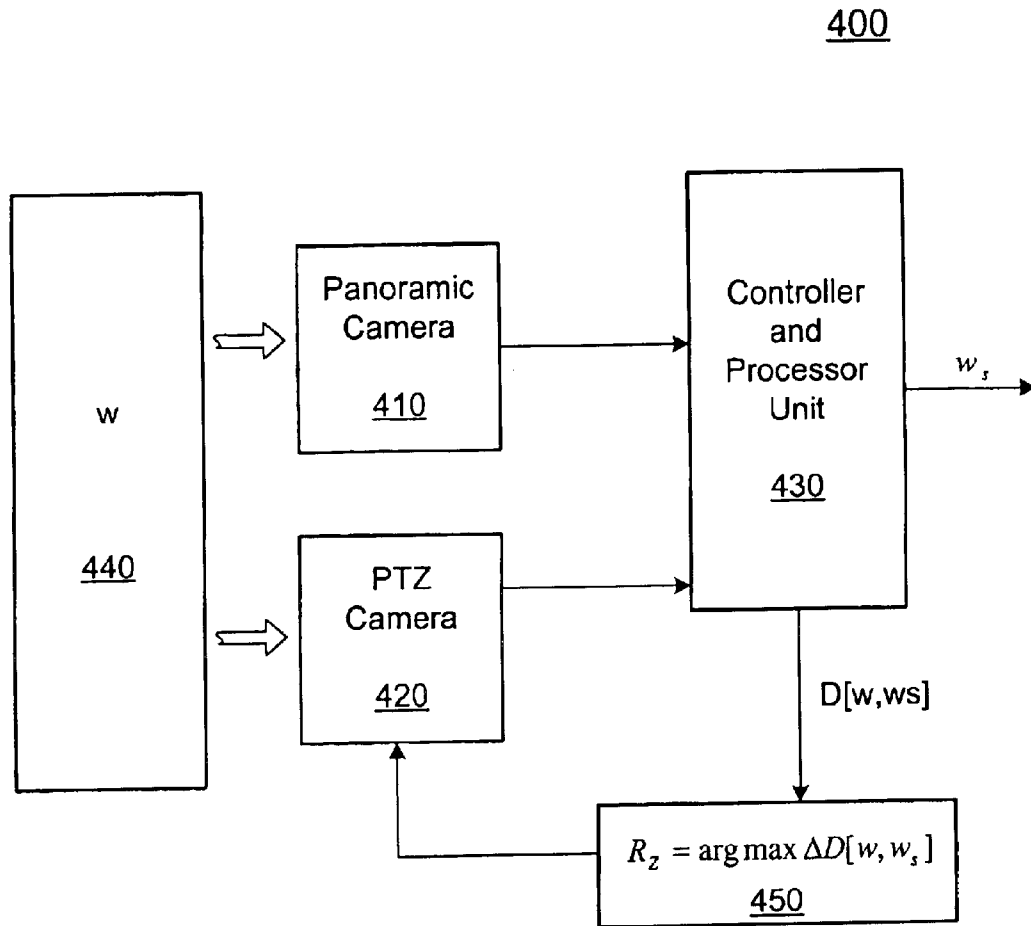 400
w
440
Panoramic
Camera
410
PTZ
Camera
420
Controller
and
Processor
Unit
430
w_s
D[w,ws]
R_Z = arg max ΔD[w, w_s]
450